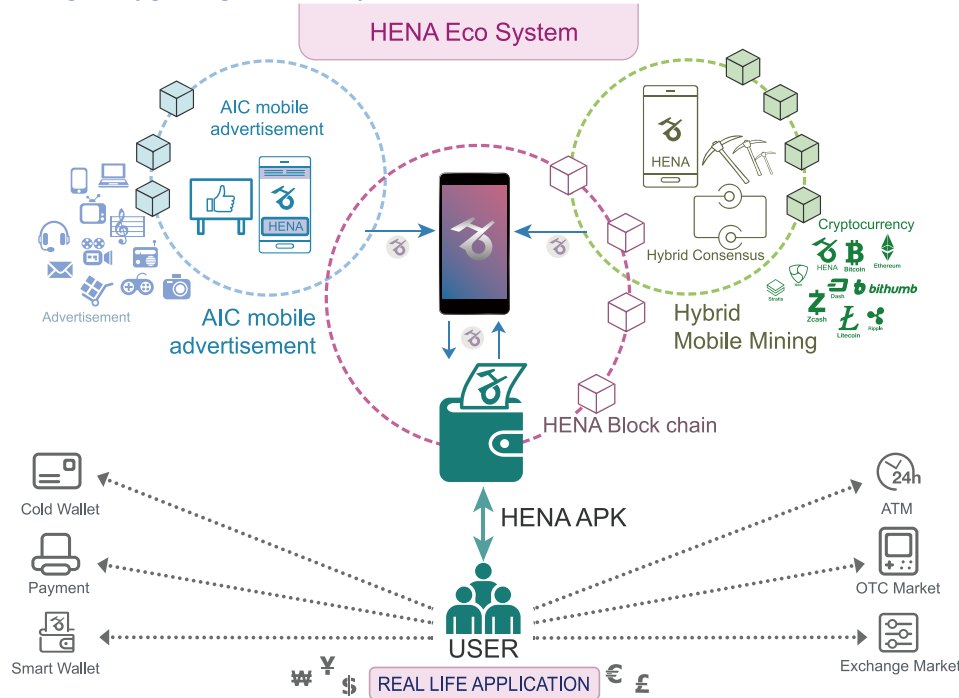 HENA Eco System
AIC mobile
advertisement
HENA
Advertisement
AIC mobile
advertisement
HENA
Hybrid Consensus
Cryptocurrency
HENA
Bitcoin
Ethereum
Stratis
Dash
bithumb
Zcash
Litecoin
Ripple
Hybrid
Mobile Mining
HENA Block chain
Cold Wallet
24h
ATM
HENA APK
Payment
OTC Market
Smart Wallet
USER
Exchange Market
₩ ¥ $ REAL LIFE APPLICATION € £